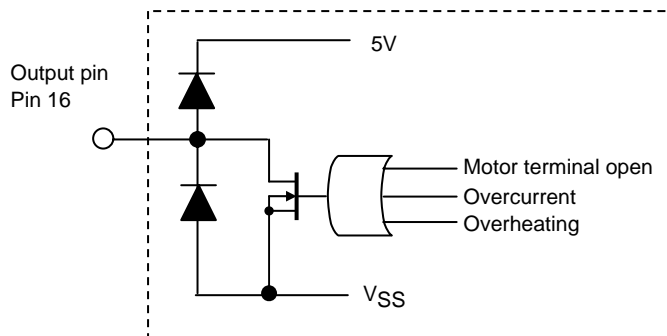 5V
Output pin
Pin 16
Motor terminal open
Overcurrent
Overheating
VSS